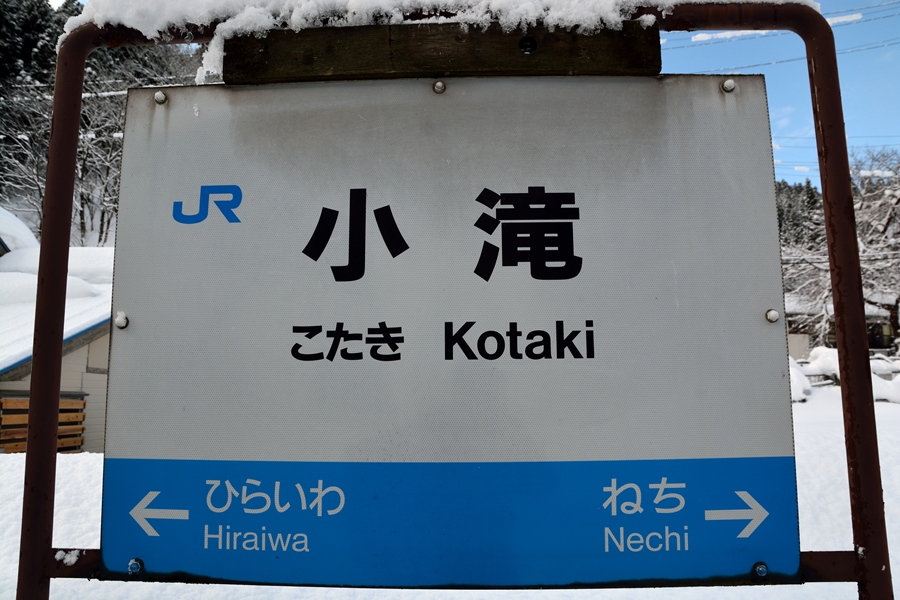 JR
小滝
こたき Kotaki
← ひらいわ ねち →
Hiraiwa Nechi